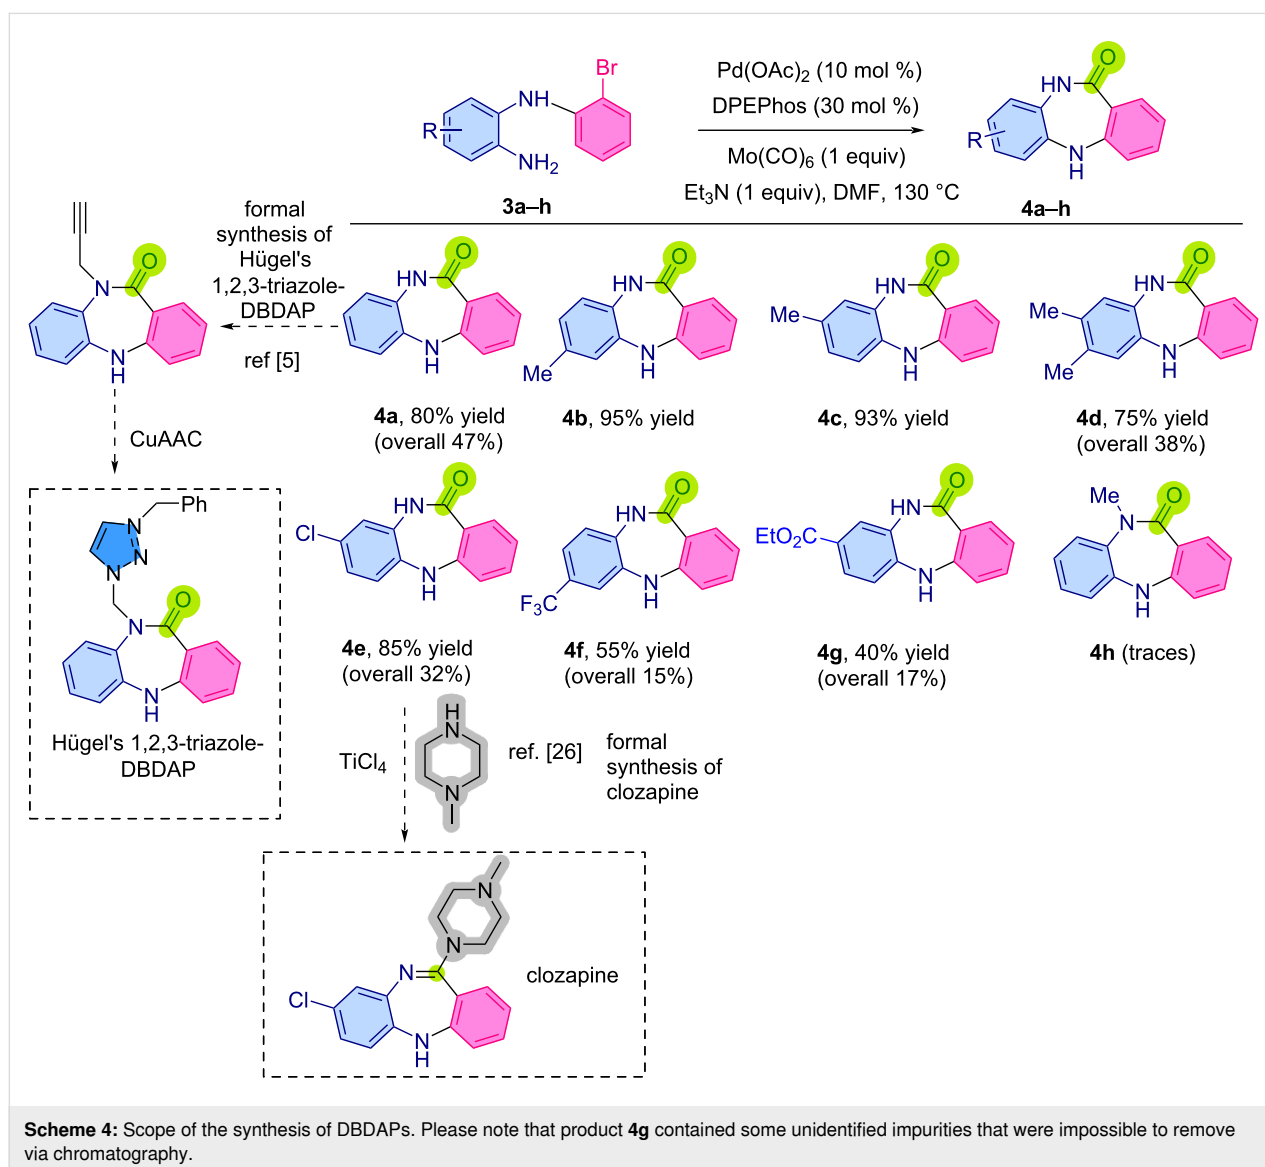 Br
NH
NH2
R
3a–h
Pd(OAc)2 (10 mol %)
DPEPhos (30 mol %)
Mo(CO)6 (1 equiv)
Et3N (1 equiv), DMF, 130 °C
O
HN
R
N
H
4a–h
formal
synthesis of
Hügel's
1,2,3-triazole-
DBDAP
ref [5]
N
O
N
H
HN
O
N
H
4a, 80% yield
(overall 47%)
HN
O
Me
N
H
4b, 95% yield
HN
O
Me
N
H
4c, 93% yield
HN
O
Me
Me
N
H
4d, 75% yield
(overall 38%)
CuAAC
Ph
N
N
N
N
O
N
H
Hügel's 1,2,3-triazole-
DBDAP
HN
O
Cl
N
H
4e, 85% yield
(overall 32%)
HN
O
F3C
N
H
4f, 55% yield
(overall 15%)
HN
O
EtO2C
N
H
4g, 40% yield
(overall 17%)
Me
N
O
N
H
4h (traces)
TiCl4
H
N
N
ref. [26]
formal
synthesis of
clozapine
N
N
N
Cl
N
H
clozapine
Scheme 4: Scope of the synthesis of DBDAPs. Please note that product 4g contained some unidentified impurities that were impossible to remove
via chromatography.